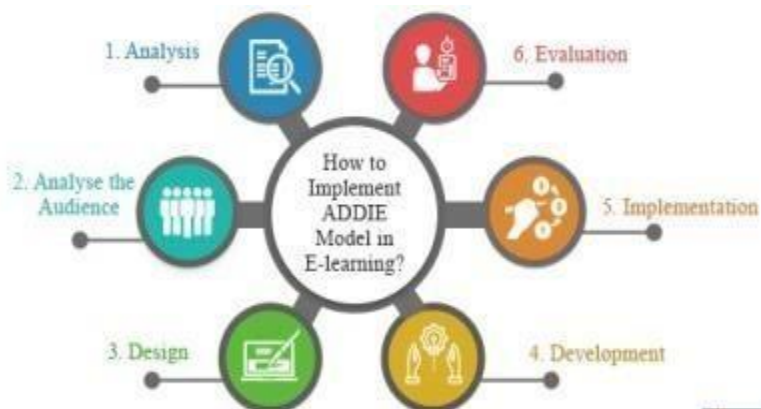 How to
Implement
ADDIE
Model in
E-learning?
1. Analysis
2. Analyse the
Audience
3. Design
4. Development
5. Implementation
6. Evaluation